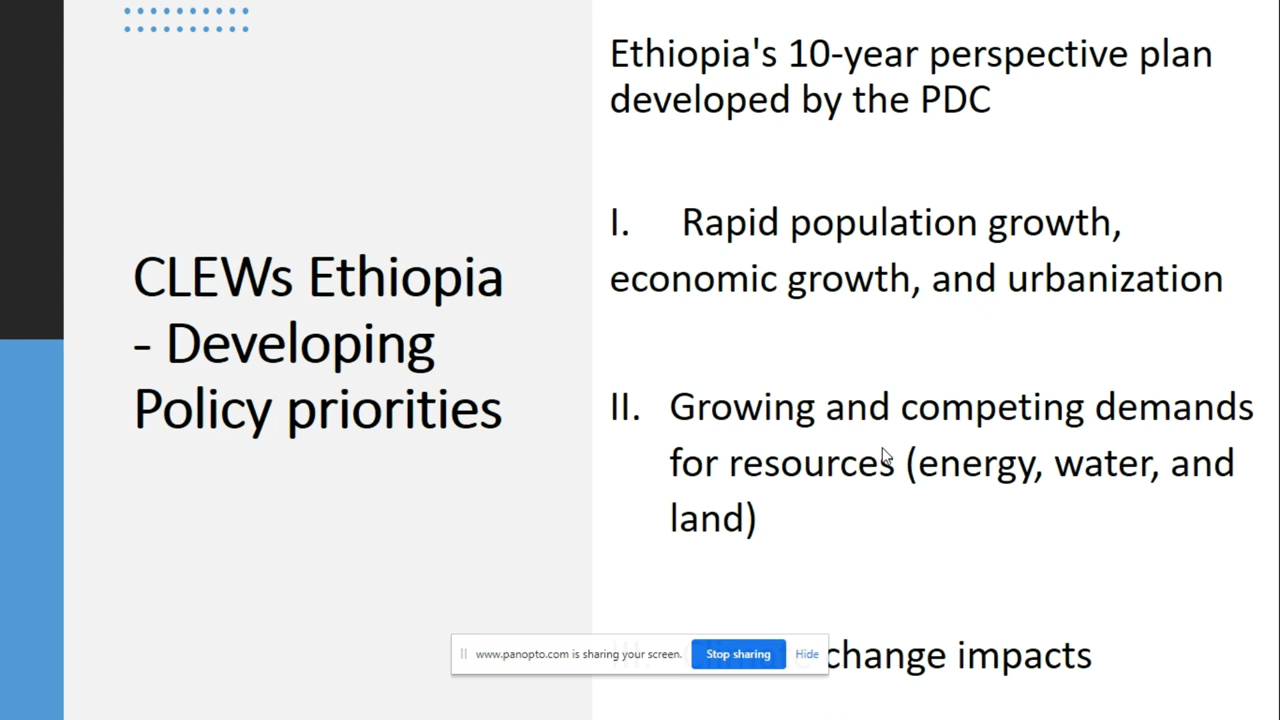 CLEWs Ethiopia
- Developing
Policy priorities
Ethiopia's 10-year perspective plan
developed by the PDC
I. Rapid population growth,
economic growth, and urbanization
II. Growing and competing demands
for resources (energy, water, and
land)
III. Climate change impacts
www.panopto.com is sharing your screen.
Stop sharing
Hide